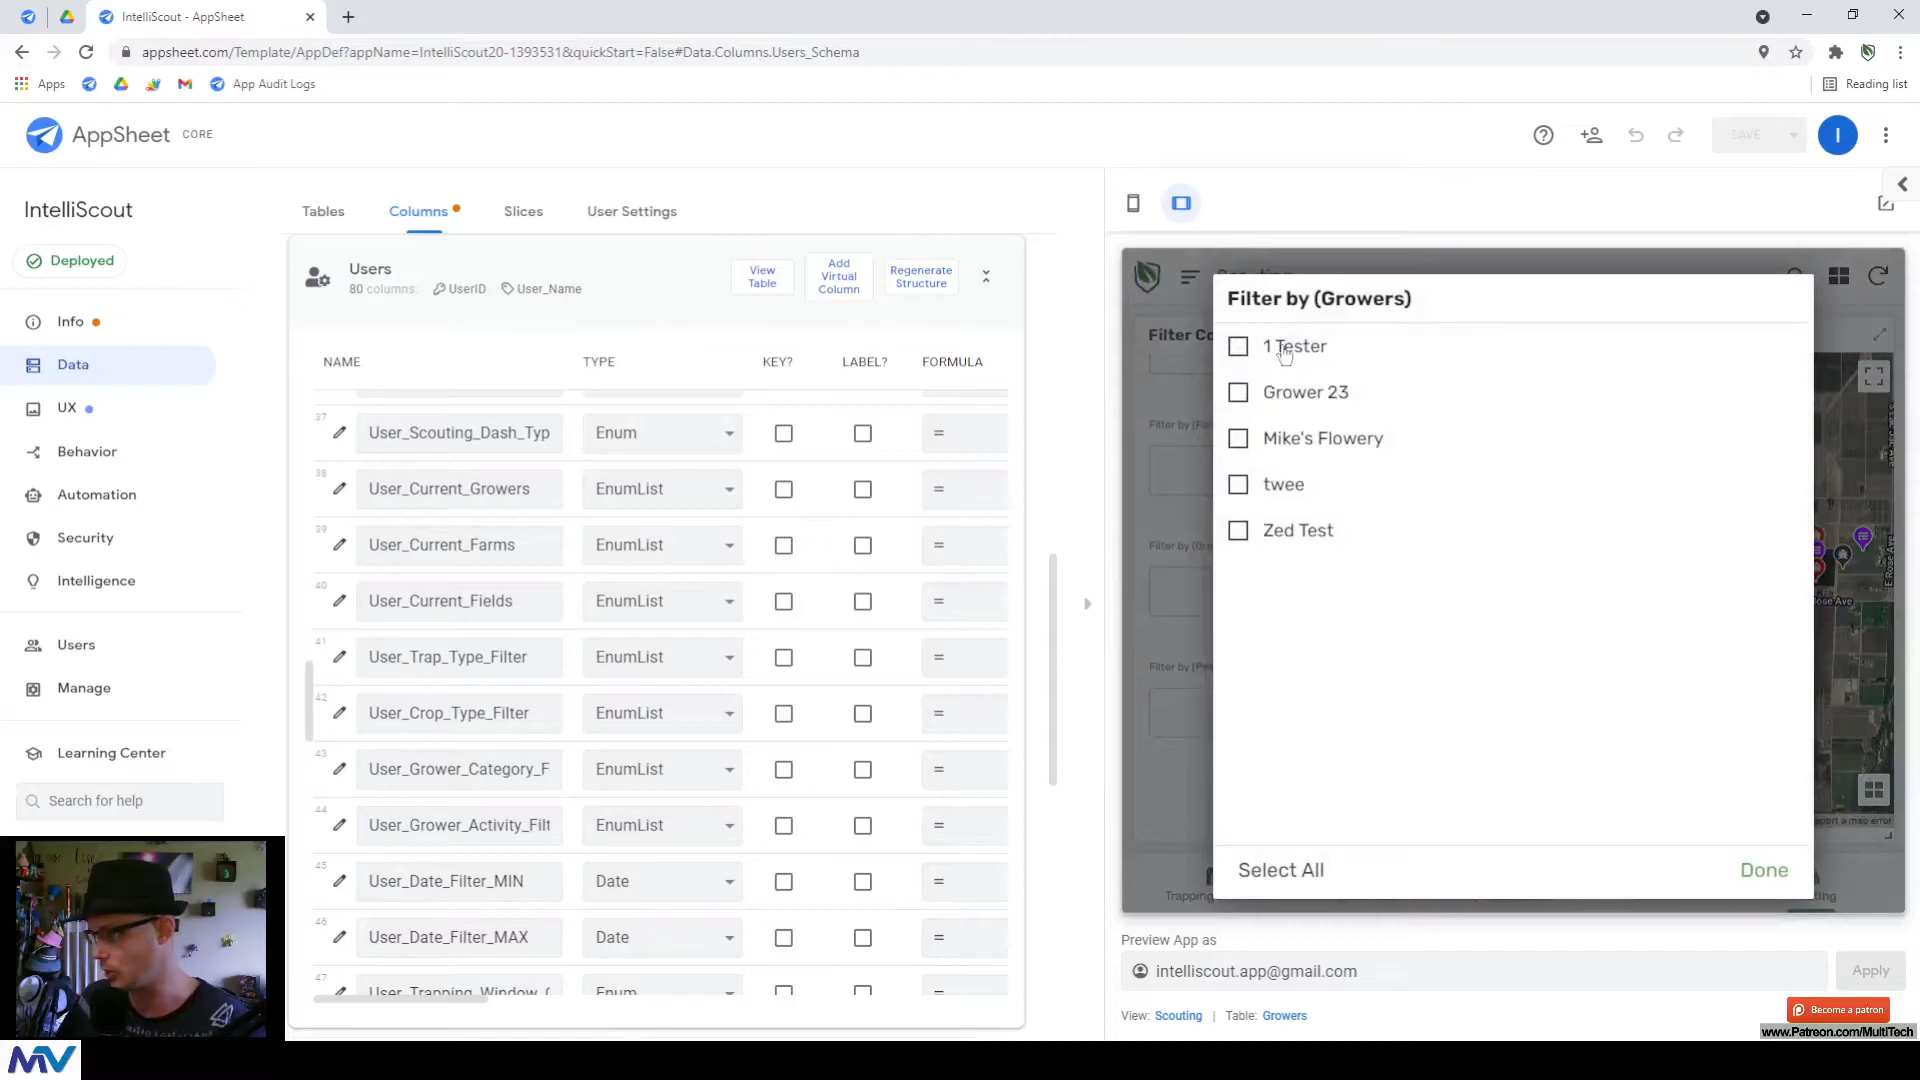 IntelliScout - AppSheet
appsheet.com/Template/AppDef?appName=IntelliScout20-1393531&quickStart=False#Data.Columns.Users_Schema
Apps
App Audit Logs
Reading list
AppSheet CORE
SAVE
I
IntelliScout
Deployed
Info
Data
UX
Behavior
Automation
Security
Intelligence
Users
Manage
Learning Center
Search for help
Tables
Columns
Slices
User Settings
Users
80 columns: UserID User_Name
View Table
Add Virtual Column
Regenerate Structure
NAME TYPE KEY? LABEL? FORMULA
37 User_Scouting_Dash_Typ Enum =
38 User_Current_Growers EnumList =
39 User_Current_Farms EnumList =
40 User_Current_Fields EnumList =
41 User_Trap_Type_Filter EnumList =
42 User_Crop_Type_Filter EnumList =
43 User_Grower_Category_F EnumList =
44 User_Grower_Activity_Filt EnumList =
45 User_Date_Filter_MIN Date =
46 User_Date_Filter_MAX Date =
47 User_Trapping_Window_ Enum =
Filter by (Growers)
1 Tester
Grower 23
Mike's Flowery
twee
Zed Test
Select All
Done
Filter Co
Filter by (
Filter by (
Filter by (
E Rose Ave
Rose Ave
port a map error
Trapping
Preview App as
intelliscout.app@gmail.com
Apply
View: Scouting | Table: Growers
Become a patron
www.Patreon.com/MultiTech
MV